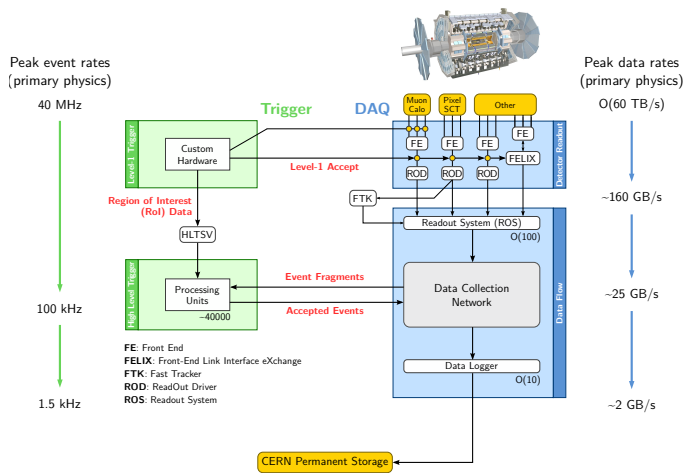 Peak event rates
(primary physics)
40 MHz
100 kHz
1.5 kHz
Trigger
DAQ
Level-1 Trigger
Custom
Hardware
Level-1 Accept
Region of Interest
(RoI) Data
HLTSV
High Level Trigger
Processing
Units
~40000
Event Fragments
Accepted Events
Muon
Calo
Pixel
SCT
Other
FE
FE
FE
FE
FELIX
ROD
ROD
ROD
Detector Readout
FTK
Readout System (ROS)
O(100)
Data Collection
Network
Data Flow
Data Logger
O(10)
FE: Front End
FELIX: Front-End Link Interface eXchange
FTK: Fast Tracker
ROD: ReadOut Driver
ROS: Readout System
CERN Permanent Storage
Peak data rates
(primary physics)
O(60 TB/s)
~160 GB/s
~25 GB/s
~2 GB/s